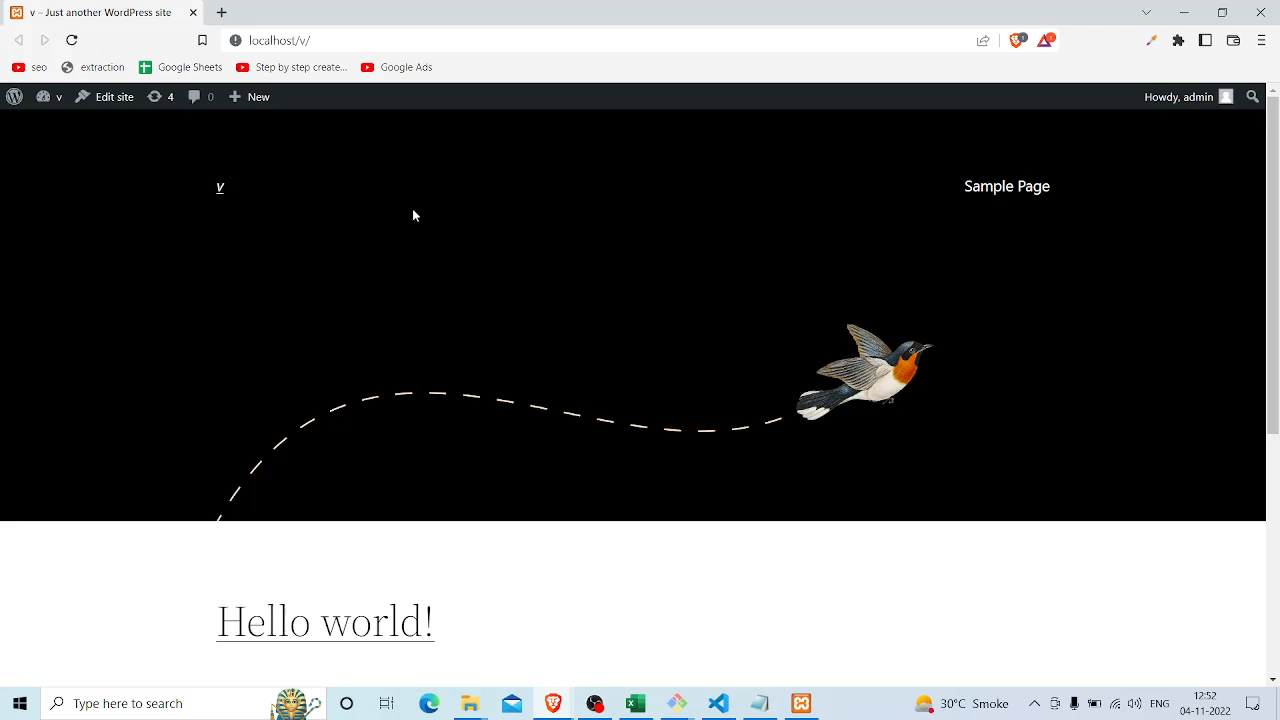 v – Just another WordPress site
localhost/v/
seo
extraction
Google Sheets
Step by step create...
Google Ads
v
Edit site
4
0
New
Howdy, admin
v
Sample Page
Hello world!
Type here to search
30°C Smoke
ENG
12:52
04-11-2022